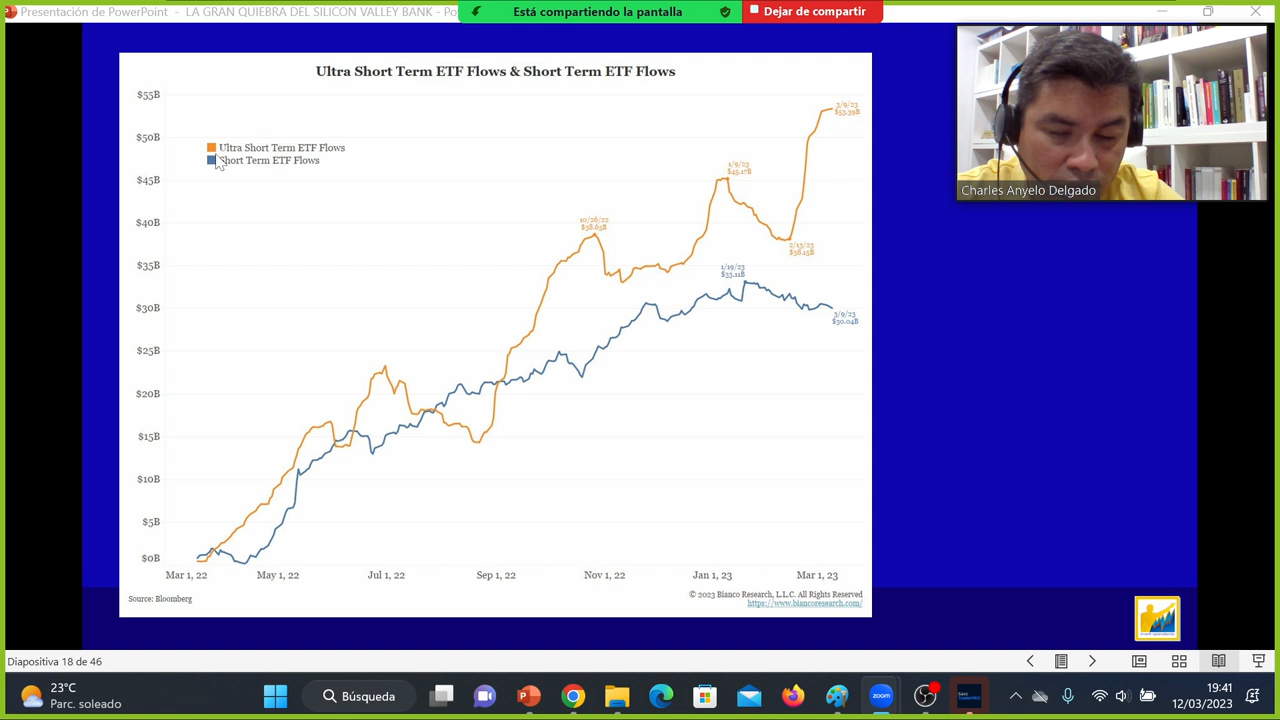 Presentación de PowerPoint - LA GRAN QUIEBRA DEL SILICON VALLEY BANK - Po
Está compartiendo la pantalla
Dejar de compartir
Ultra Short Term ETF Flows & Short Term ETF Flows
$55B
$50B
$45B
$40B
$35B
$30B
$25B
$20B
$15B
$10B
$5B
$0B
Ultra Short Term ETF Flows
Short Term ETF Flows
10/26/22
$38.63B
1/9/23
$45.17B
3/9/23
$53.39B
2/13/23
$38.15B
1/19/23
$33.11B
3/9/23
$30.04B
Mar 1, 22
May 1, 22
Jul 1, 22
Sep 1, 22
Nov 1, 22
Jan 1, 23
Mar 1, 23
Source: Bloomberg
© 2023 Bianco Research, L.L.C. All Rights Reserved
https://www.biancoresearch.com/
Charles Anyelo Delgado
Diapositiva 18 de 46
23°C
Parc. soleado
Búsqueda
zoom
19:41
12/03/2023